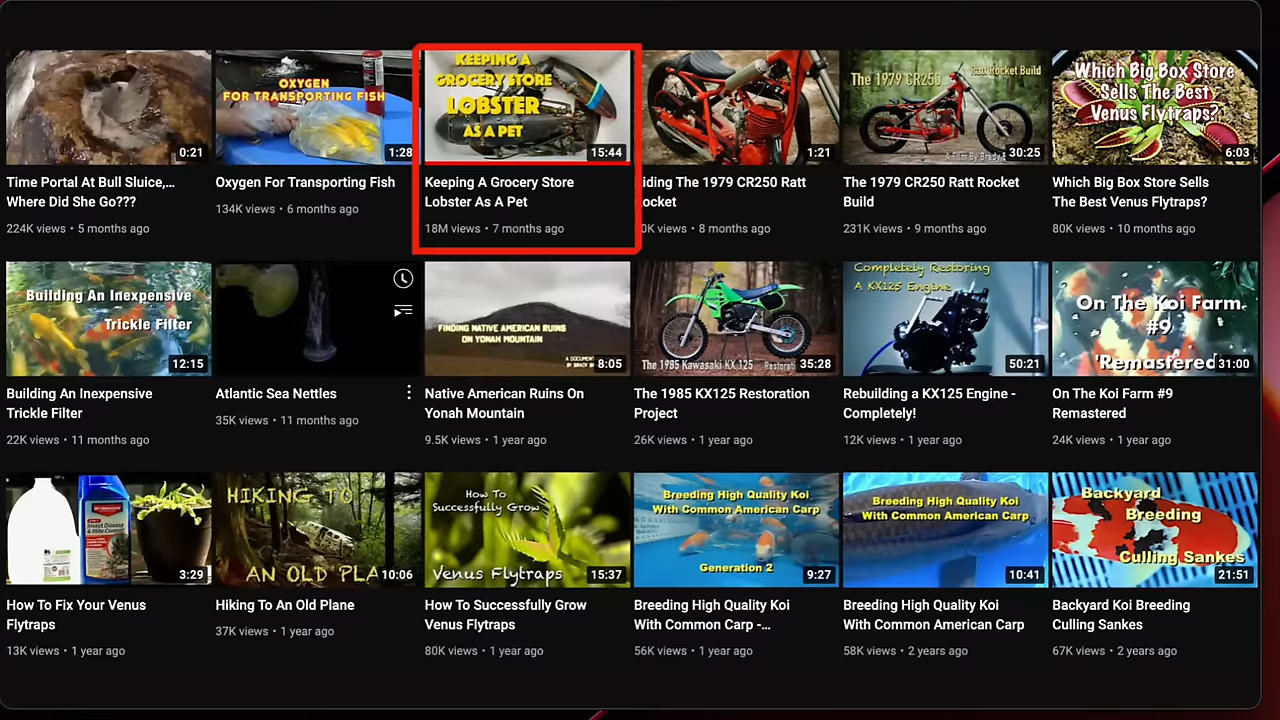 0:21
OXYGEN
FOR TRANSPORTING FISH
1:28
KEEPING A
GROCERY STORE
LOBSTER
AS A PET
15:44
1:21
The 1979 CR250
Ratt Rocket Build
A Film By Brady
30:25
Which Big Box Store
Sells The Best
Venus Flytraps?
6:03
Time Portal At Bull Sluice,…
Where Did She Go???
224K views • 5 months ago
Oxygen For Transporting Fish
134K views • 6 months ago
Keeping A Grocery Store
Lobster As A Pet
18M views • 7 months ago
iding The 1979 CR250 Ratt
ocket
0K views • 8 months ago
The 1979 CR250 Ratt Rocket
Build
231K views • 9 months ago
Which Big Box Store Sells
The Best Venus Flytraps?
80K views • 10 months ago
Building An Inexpensive
Trickle Filter
12:15
FINDING NATIVE AMERICAN RUINS
ON YONAH MOUNTAIN
8:05
The 1985 Kawasaki KX 125 Restorati
35:28
Completely Restoring
A KX125 Engine
50:21
On The Koi Farm
#9
'Remastered
31:00
Building An Inexpensive
Trickle Filter
22K views • 11 months ago
Atlantic Sea Nettles
35K views • 11 months ago
Native American Ruins On
Yonah Mountain
9.5K views • 1 year ago
The 1985 KX125 Restoration
Project
26K views • 1 year ago
Rebuilding a KX125 Engine -
Completely!
12K views • 1 year ago
On The Koi Farm #9
Remastered
24K views • 1 year ago
Insect Disease
& Mite Control
3:29
HIKING TO
AN OLD PLA
10:06
How To
Successfully Grow
Venus Flytraps
15:37
Breeding High Quality Koi
With Common American Carp
Generation 2
9:27
Breeding High Quality Koi
With Common American Carp
10:41
Backyard
Breeding
Culling Sankes
21:51
How To Fix Your Venus
Flytraps
13K views • 1 year ago
Hiking To An Old Plane
37K views • 1 year ago
How To Successfully Grow
Venus Flytraps
80K views • 1 year ago
Breeding High Quality Koi
With Common Carp -…
56K views • 1 year ago
Breeding High Quality Koi
With Common American Carp
58K views • 2 years ago
Backyard Koi Breeding
Culling Sankes
67K views • 2 years ago